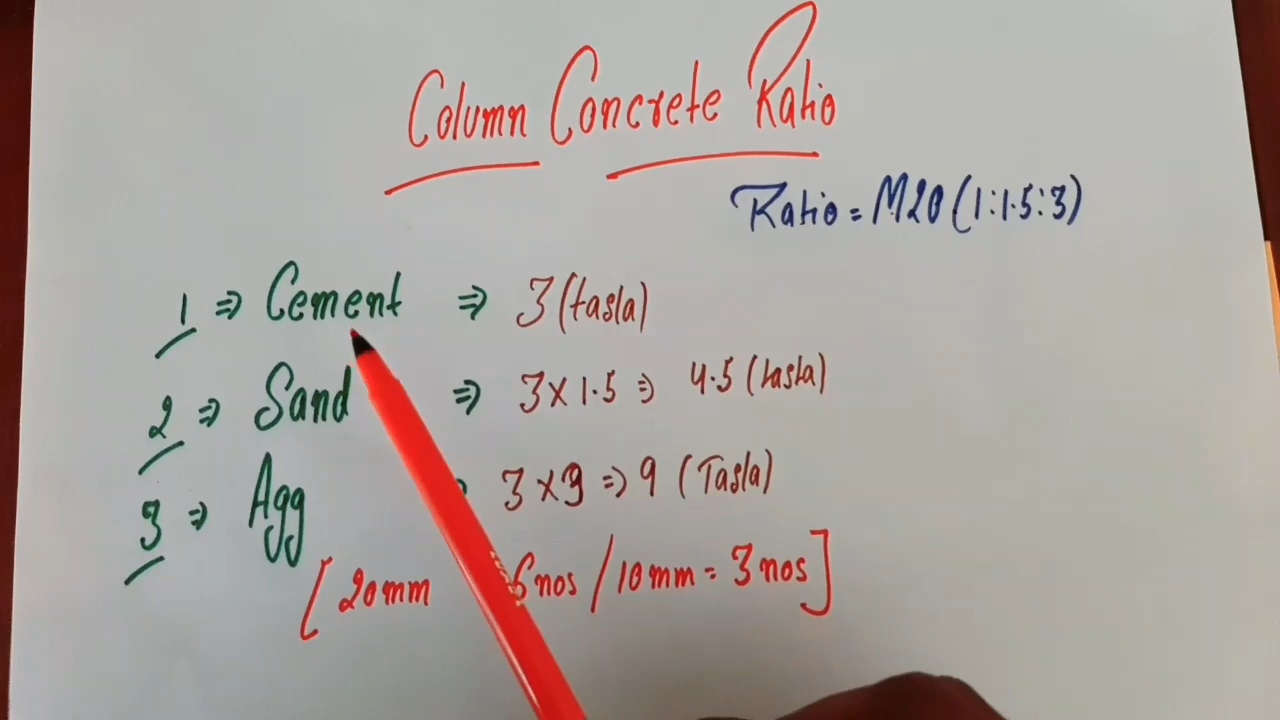 Column Concrete Ratio
Ratio = M20 (1:1.5:3)
1 ⇒ Cement ⇒ 3 (tasla)
2 ⇒ Sand ⇒ 3 x 1.5 ⇒ 4.5 (tasla)
3 ⇒ Agg 3 x 3 ⇒ 9 (Tasla)
[20mm 6 nos / 10mm = 3 nos]